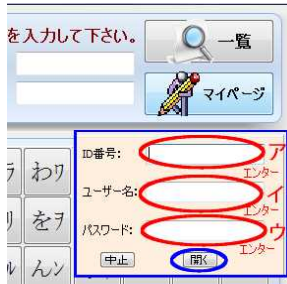 を入力して下さい。
一覧
マイページ
ラ わワ
ID番号: ア
エンター
ユーザー名: イ
エンター
リ をヲ
パスワード: ウ
エンター
中止 開く
ル んン